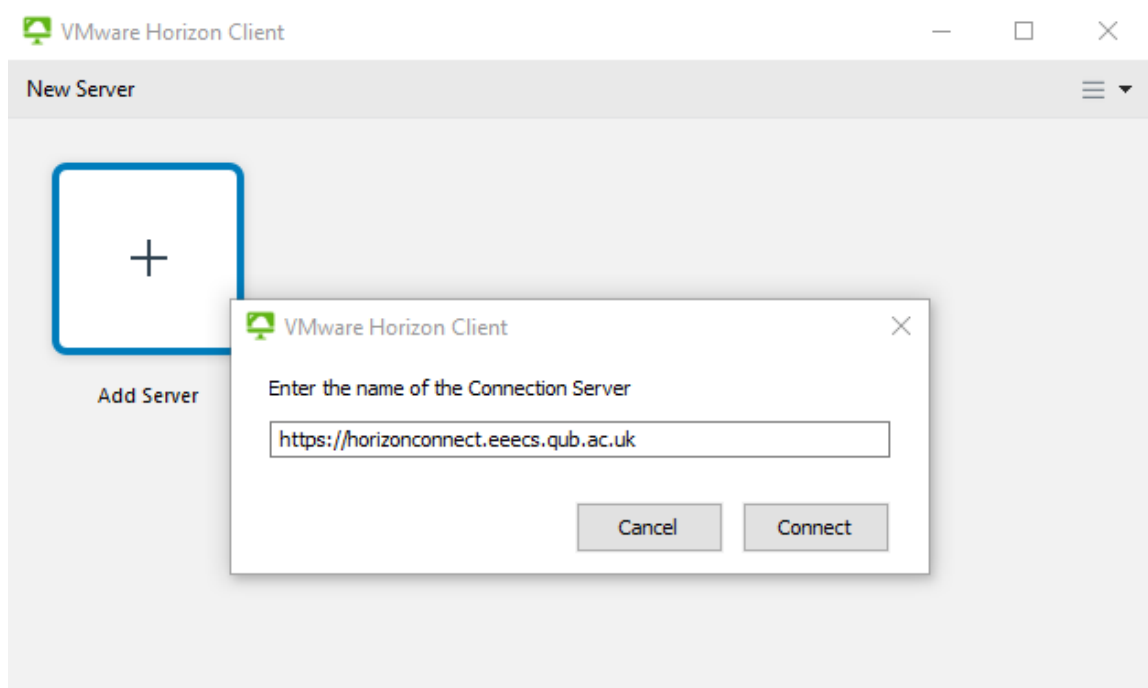 VMware Horizon Client
New Server
Add Server
VMware Horizon Client
Enter the name of the Connection Server
https://horizonconnect.eeecs.qub.ac.uk
Cancel Connect